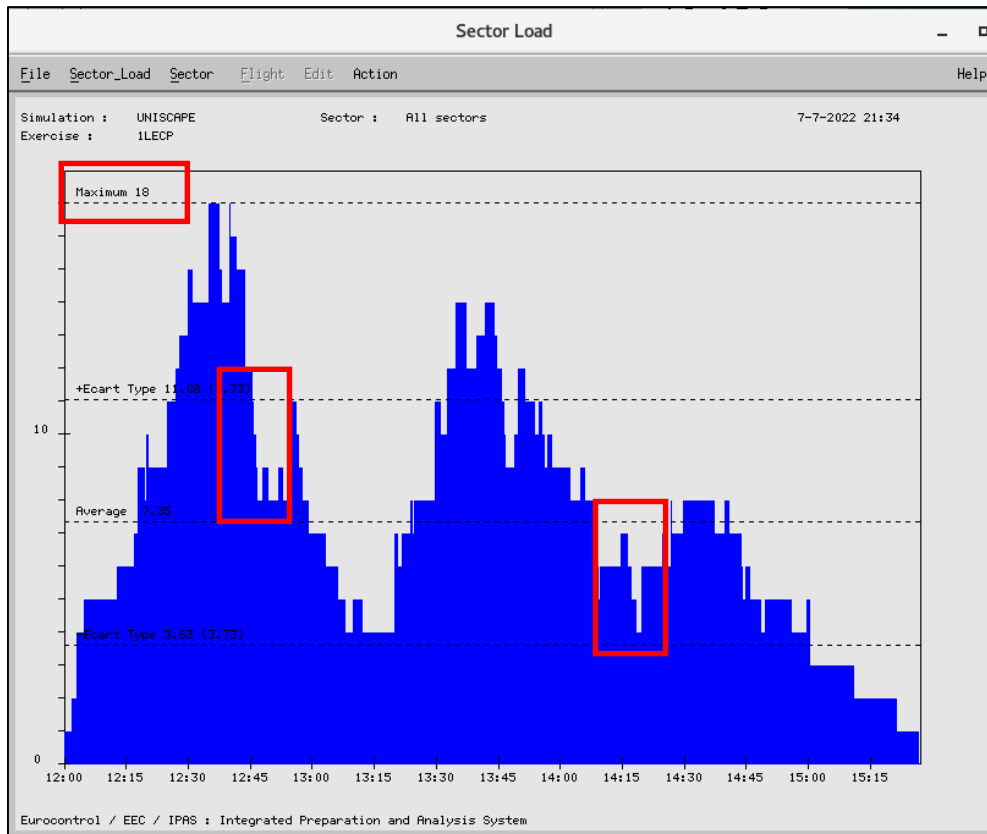 Sector Load
File Sector_Load Sector Flight Edit Action Help
Simulation : UNISCAPE Sector : All sectors 7-7-2022 21:34
Exercise : 1LECP
Maximum 18
+Ecart Type 11.08 (3.73)
10
Average 7.35
-Ecart Type 3.63 (3.73)
0
12:00 12:15 12:30 12:45 13:00 13:15 13:30 13:45 14:00 14:15 14:30 14:45 15:00 15:15
Eurocontrol / EEC / IPAS : Integrated Preparation and Analysis System